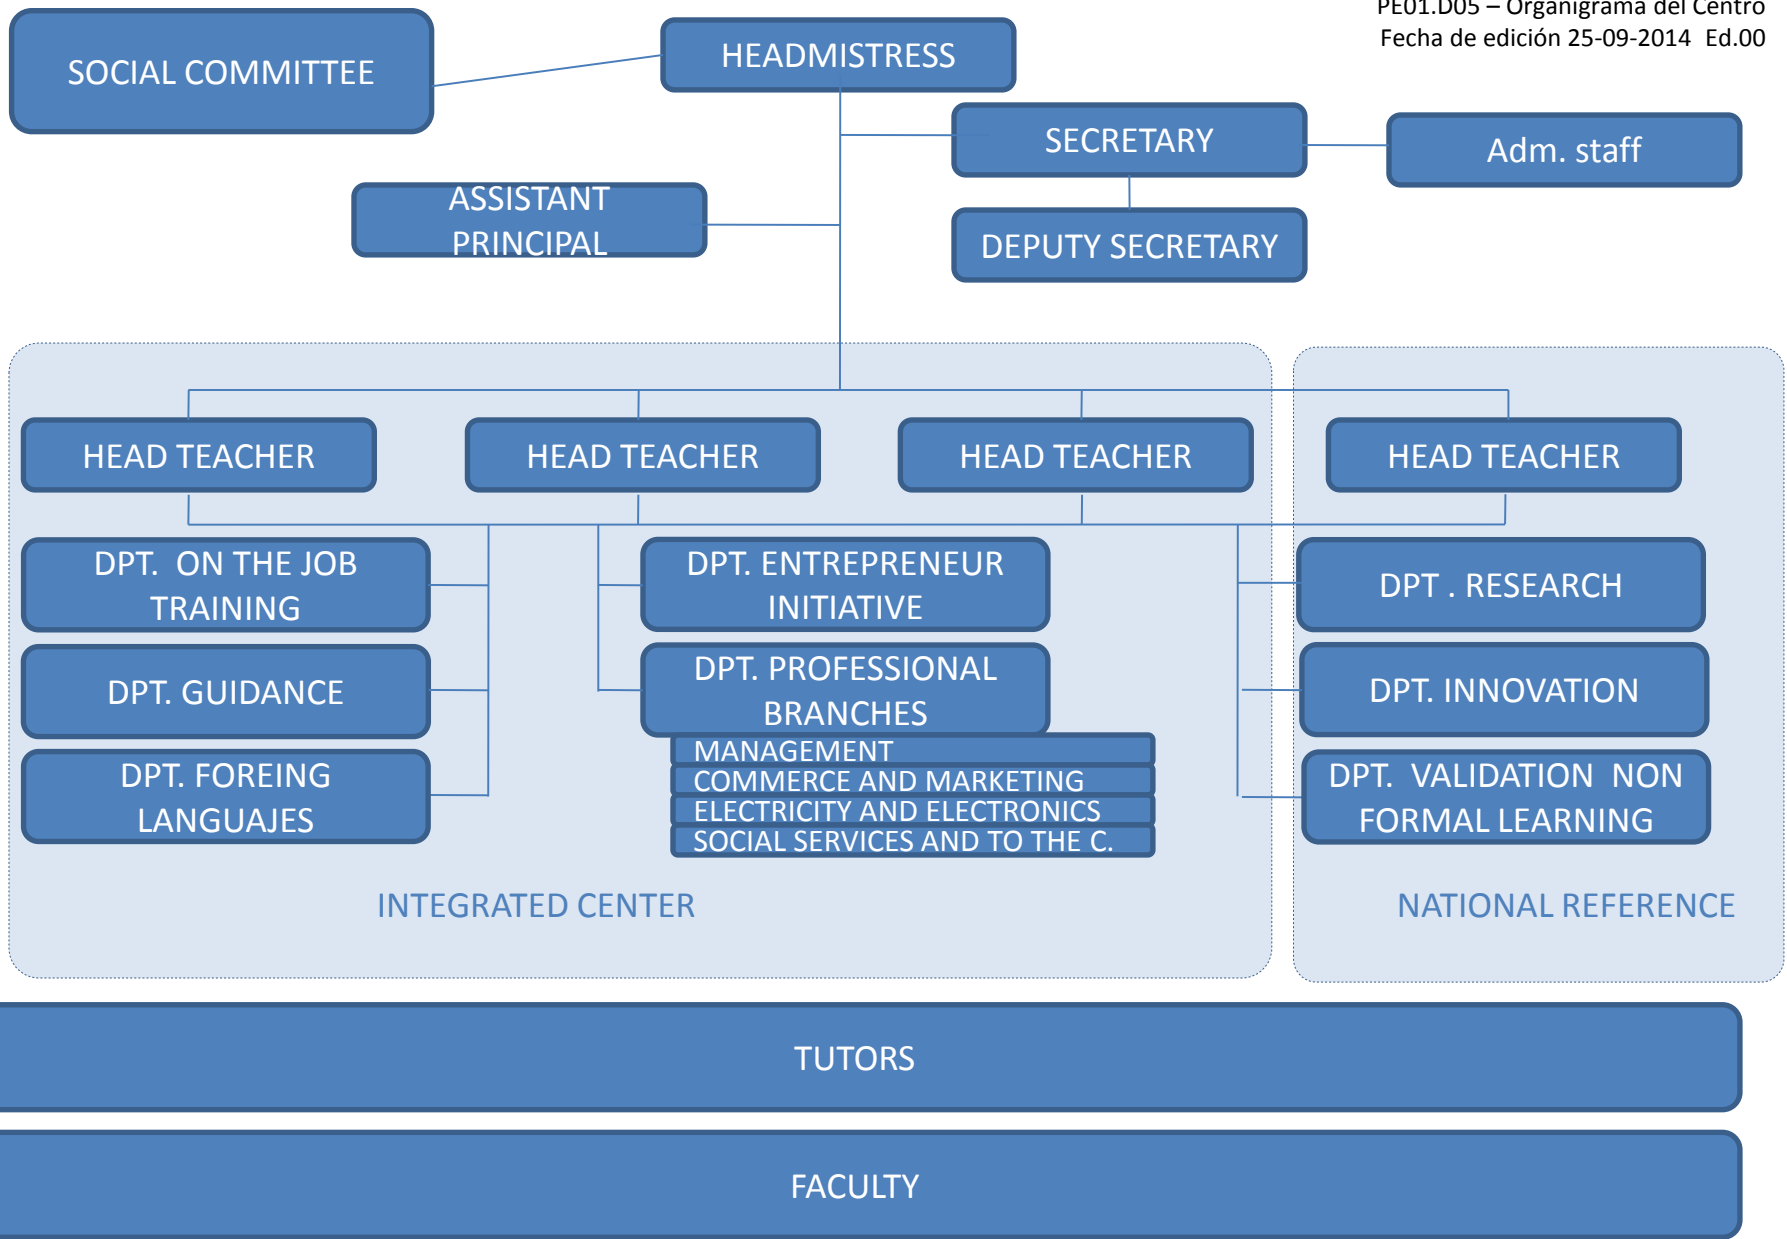 PE01.D05 – Organigrama del Centro
Fecha de edición 25-09-2014 Ed.00
SOCIAL COMMITTEE
HEADMISTRESS
SECRETARY
Adm. staff
ASSISTANT
PRINCIPAL
DEPUTY SECRETARY
HEAD TEACHER
HEAD TEACHER
HEAD TEACHER
HEAD TEACHER
DPT. ON THE JOB
TRAINING
DPT. ENTREPRENEUR
INITIATIVE
DPT . RESEARCH
DPT. GUIDANCE
DPT. PROFESSIONAL
BRANCHES
DPT. INNOVATION
MANAGEMENT
COMMERCE AND MARKETING
ELECTRICITY AND ELECTRONICS
SOCIAL SERVICES AND TO THE C.
DPT. FOREING
LANGUAJES
DPT. VALIDATION NON
FORMAL LEARNING
INTEGRATED CENTER
NATIONAL REFERENCE
TUTORS
FACULTY